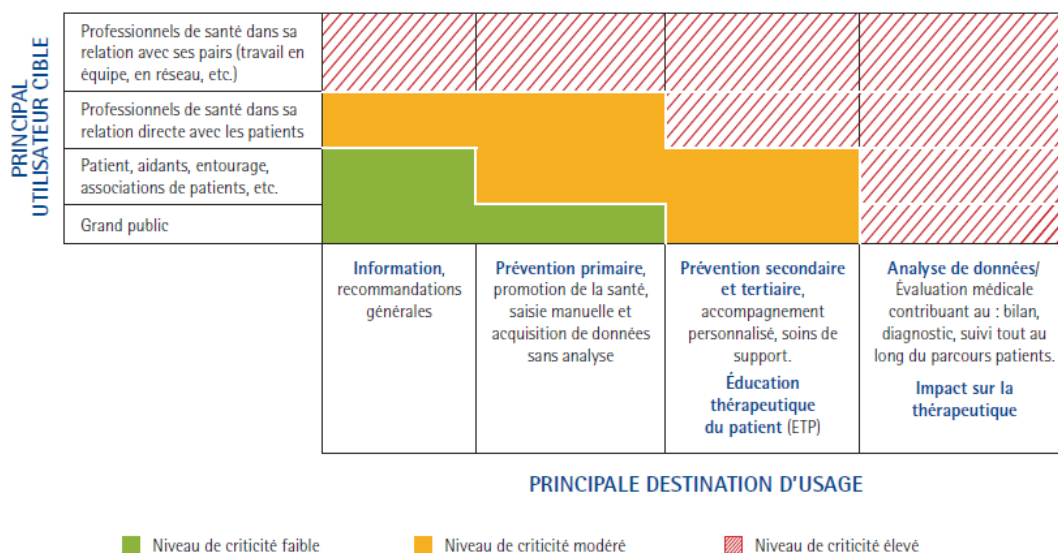 PRINCIPAL
UTILISATEUR CIBLE
Professionnels de santé dans sa
relation avec ses pairs (travail en
équipe, en réseau, etc.)
Professionnels de santé dans sa
relation directe avec les patients
Patient, aidants, entourage,
associations de patients, etc.
Grand public
Information,
recommandations
générales
Prévention primaire,
promotion de la santé,
saisie manuelle et
acquisition de données
sans analyse
Prévention secondaire
et tertiaire,
accompagnement
personnalisé, soins de
support.
Éducation
thérapeutique
du patient (ETP)
Analyse de données/
Évaluation médicale
contribuant au : bilan,
diagnostic, suivi tout au
long du parcours patients.
Impact sur la
thérapeutique
PRINCIPALE DESTINATION D'USAGE
Niveau de criticité faible
Niveau de criticité modéré
Niveau de criticité élevé